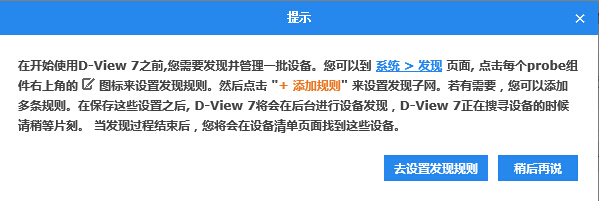 提示
在开始使用D-View 7之前,您需要发现并管理一批设备。您可以到 系统 > 发现 页面, 点击每个probe组
件右上角的 图标来设置发现规则。然后点击 "+ 添加规则" 来设置发现子网。若有需要，您可以添加
多条规则。在保存这些设置之后, D-View 7将会在后台进行设备发现，D-View 7正在搜寻设备的时候
请稍等片刻。 当发现过程结束后，您将会在设备清单页面找到这些设备。
去设置发现规则
稍后再说